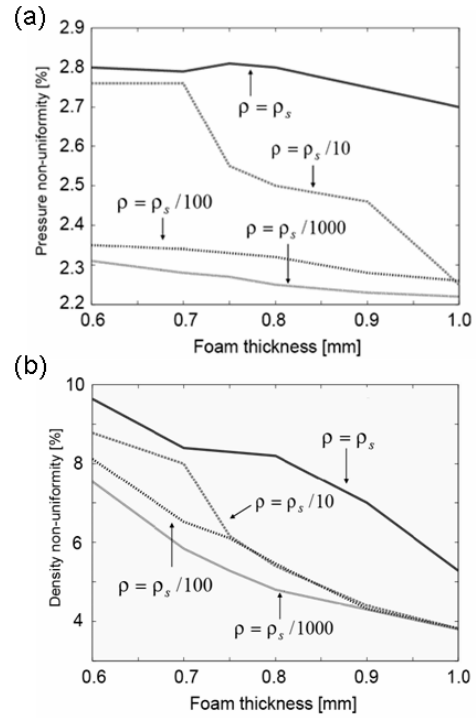 (a)
2.9
2.8
2.7
2.6
2.5
2.4
2.3
2.2
Pressure non-uniformity [%]
ρ = ρs
ρ = ρs /10
ρ = ρs /100
ρ = ρs /1000
0.6 0.7 0.8 0.9 1.0
Foam thickness [mm]
(b)
10
8
6
4
Density non-uniformity [%]
ρ = ρs
ρ = ρs /10
ρ = ρs /100
ρ = ρs /1000
0.6 0.7 0.8 0.9 1.0
Foam thickness [mm]